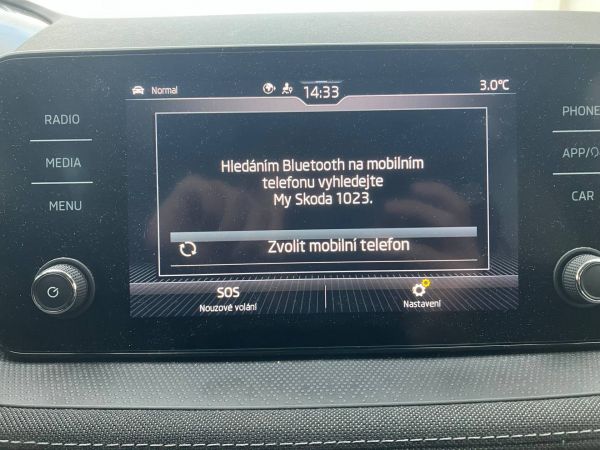 Normal 14:33 3.0°C
RADIO
MEDIA
MENU
Hledáním Bluetooth na mobilním
telefonu vyhledejte
My Skoda 1023.
Zvolit mobilní telefon
SOS
Nouzové volání
Nastavení
PHONE
APP/
CAR